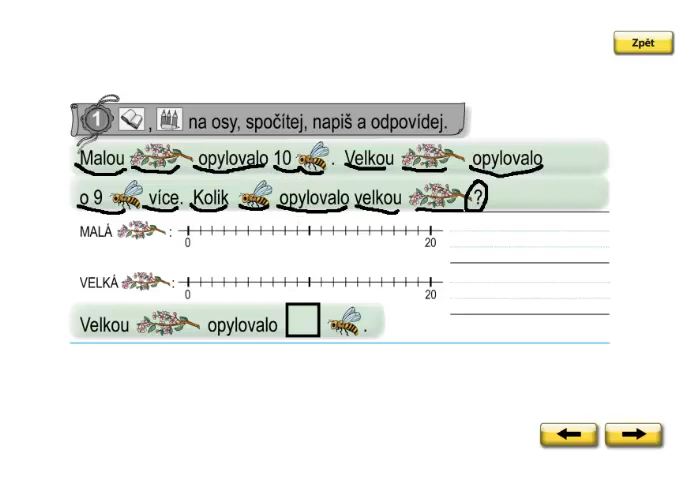 Zpět
1 , na osy, spočítej, napiš a odpovídej.
Malou opylovalo 10 . Velkou opylovalo
o 9 více. Kolik opylovalo velkou ?
MALÁ :
0 20
VELKÁ :
0 20
Velkou opylovalo .